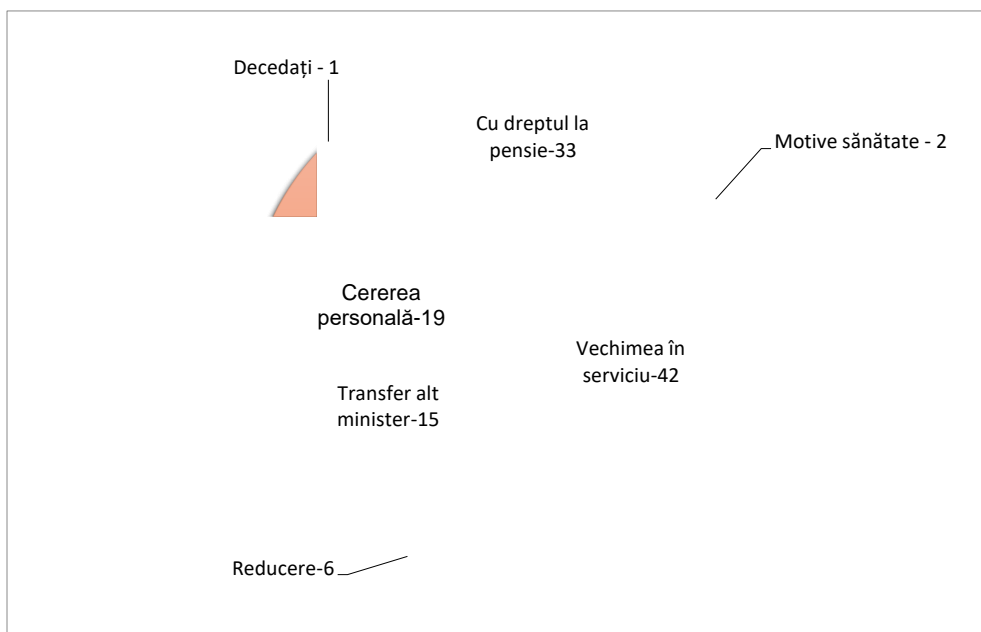 Decedați - 1
Cu dreptul la
pensie-33
Motive sănătate - 2
Cererea
personală-19
Vechimea în
serviciu-42
Transfer alt
minister-15
Reducere-6